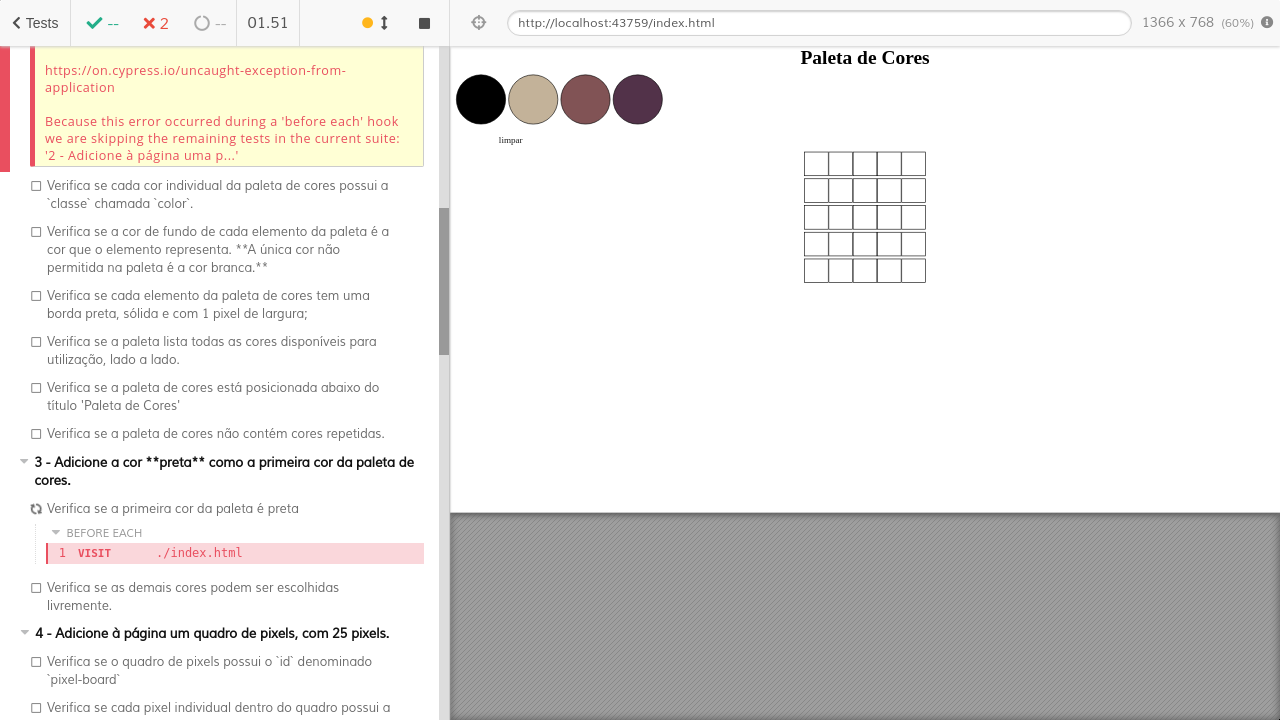 Tests
--
2
--
01.51
http://localhost:43759/index.html
1366 x 768 (60%)
https://on.cypress.io/uncaught-exception-from-
application
Because this error occurred during a 'before each' hook
we are skipping the remaining tests in the current suite:
'2 - Adicione à página uma p...'
Verifica se cada cor individual da paleta de cores possui a
`classe` chamada `color`.
Verifica se a cor de fundo de cada elemento da paleta é a
cor que o elemento representa. **A única cor não
permitida na paleta é a cor branca.**
Verifica se cada elemento da paleta de cores tem uma
borda preta, sólida e com 1 pixel de largura;
Verifica se a paleta lista todas as cores disponíveis para
utilização, lado a lado.
Verifica se a paleta de cores está posicionada abaixo do
título 'Paleta de Cores'
Verifica se a paleta de cores não contém cores repetidas.
3 - Adicione a cor **preta** como a primeira cor da paleta de
cores.
Verifica se a primeira cor da paleta é preta
BEFORE EACH
1 VISIT ./index.html
Verifica se as demais cores podem ser escolhidas
livremente.
4 - Adicione à página um quadro de pixels, com 25 pixels.
Verifica se o quadro de pixels possui o `id` denominado
`pixel-board`
Verifica se cada pixel individual dentro do quadro possui a
Paleta de Cores
limpar